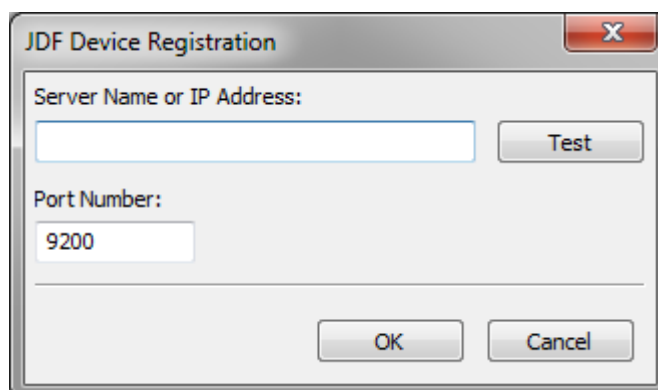 JDF Device Registration
Server Name or IP Address:
Test
Port Number:
9200
OK Cancel